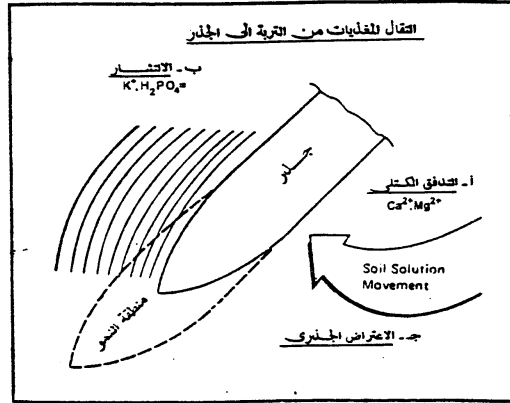 انتقال المغذيات من التربة الى الجذر
ب - الانتشار
K⁺.H₂PO₄=
جذر
أ - التدفق الكتلي
Ca²⁺.Mg²⁺
Soil Solution
Movement
منطقة النمو
جـ - الاعتراض الجذرى